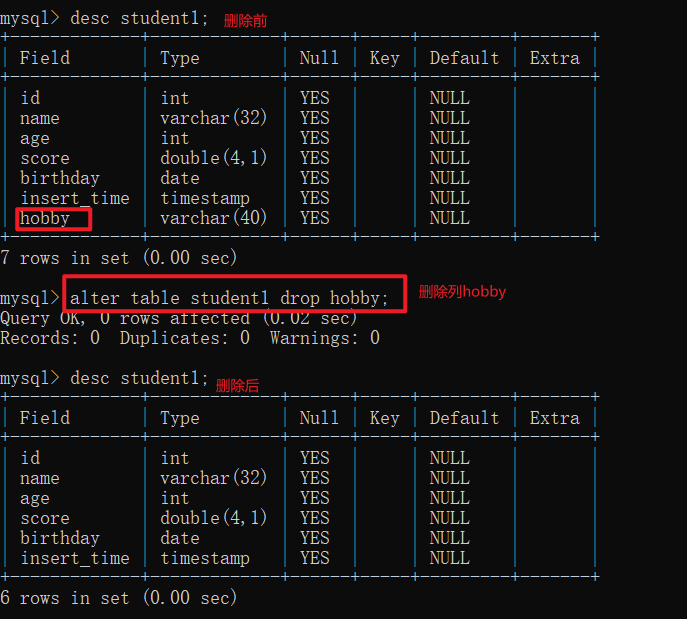 mysql> desc student1; 删除前
+-------------+-------------+------+-----+---------+-------+
| Field | Type | Null | Key | Default | Extra |
+-------------+-------------+------+-----+---------+-------+
| id | int | YES | | NULL | |
| name | varchar(32) | YES | | NULL | |
| age | int | YES | | NULL | |
| score | double(4,1) | YES | | NULL | |
| birthday | date | YES | | NULL | |
| insert_time | timestamp | YES | | NULL | |
| hobby | varchar(40) | YES | | NULL | |
+-------------+-------------+------+-----+---------+-------+
7 rows in set (0.00 sec)
mysql> alter table student1 drop hobby; 删除列hobby
Query OK, 0 rows affected (0.02 sec)
Records: 0 Duplicates: 0 Warnings: 0
mysql> desc student1; 删除后
+-------------+-------------+------+-----+---------+-------+
| Field | Type | Null | Key | Default | Extra |
+-------------+-------------+------+-----+---------+-------+
| id | int | YES | | NULL | |
| name | varchar(32) | YES | | NULL | |
| age | int | YES | | NULL | |
| score | double(4,1) | YES | | NULL | |
| birthday | date | YES | | NULL | |
| insert_time | timestamp | YES | | NULL | |
+-------------+-------------+------+-----+---------+-------+
6 rows in set (0.00 sec)